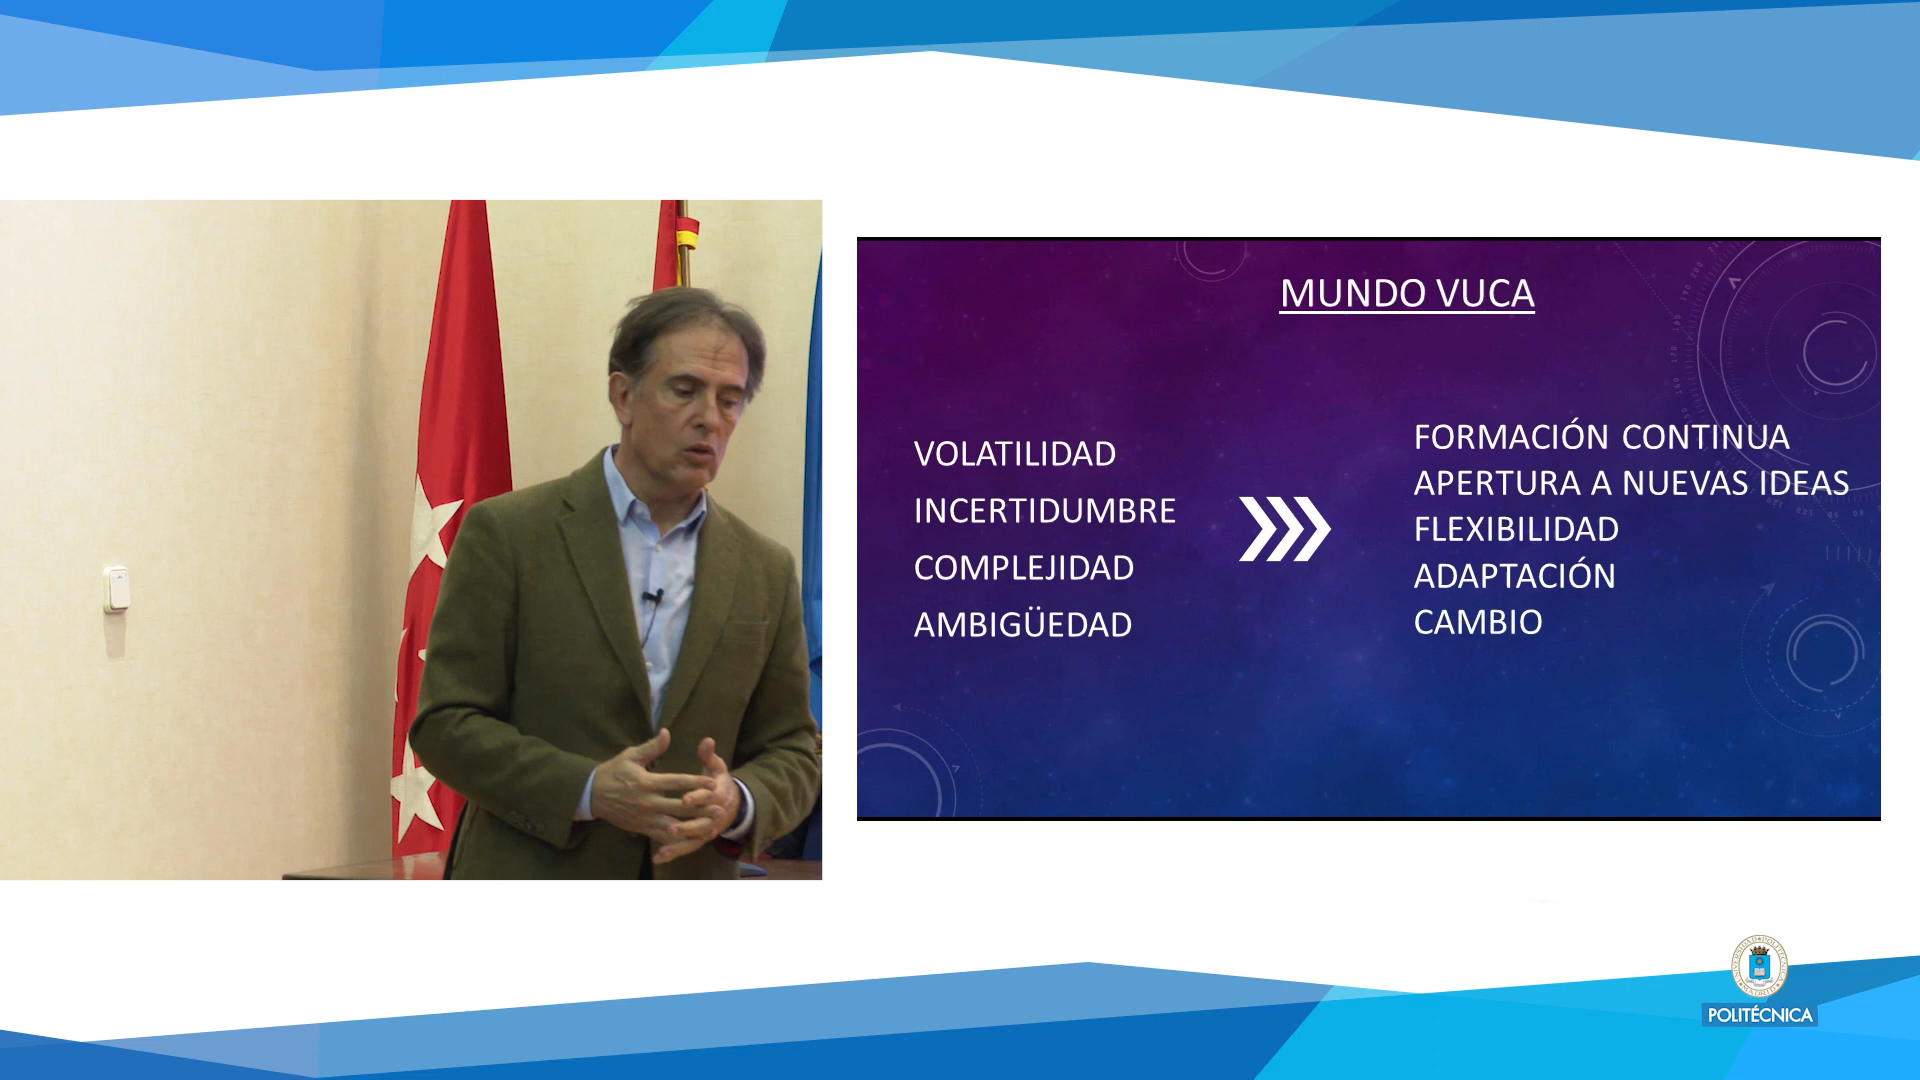 MUNDO VUCA
VOLATILIDAD
INCERTIDUMBRE
COMPLEJIDAD
AMBIGÜEDAD
FORMACIÓN CONTINUA
APERTURA A NUEVAS IDEAS
FLEXIBILIDAD
ADAPTACIÓN
CAMBIO
POLITÉCNICA